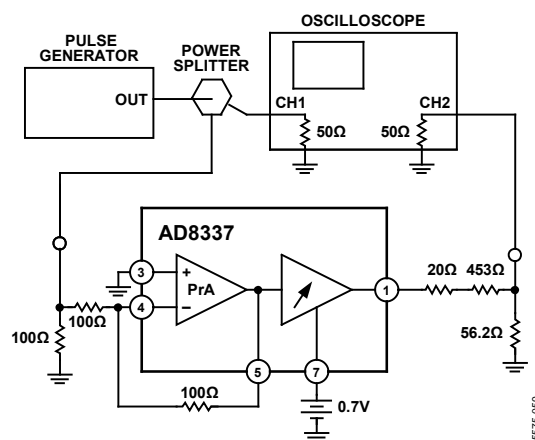 OSCILLOSCOPE
PULSE
GENERATOR
POWER
SPLITTER
OUT
CH1
CH2
50Ω
50Ω
AD8337
3
+
PrA
4
−
1
20Ω
453Ω
100Ω
100Ω
56.2Ω
100Ω
5
7
0.7V